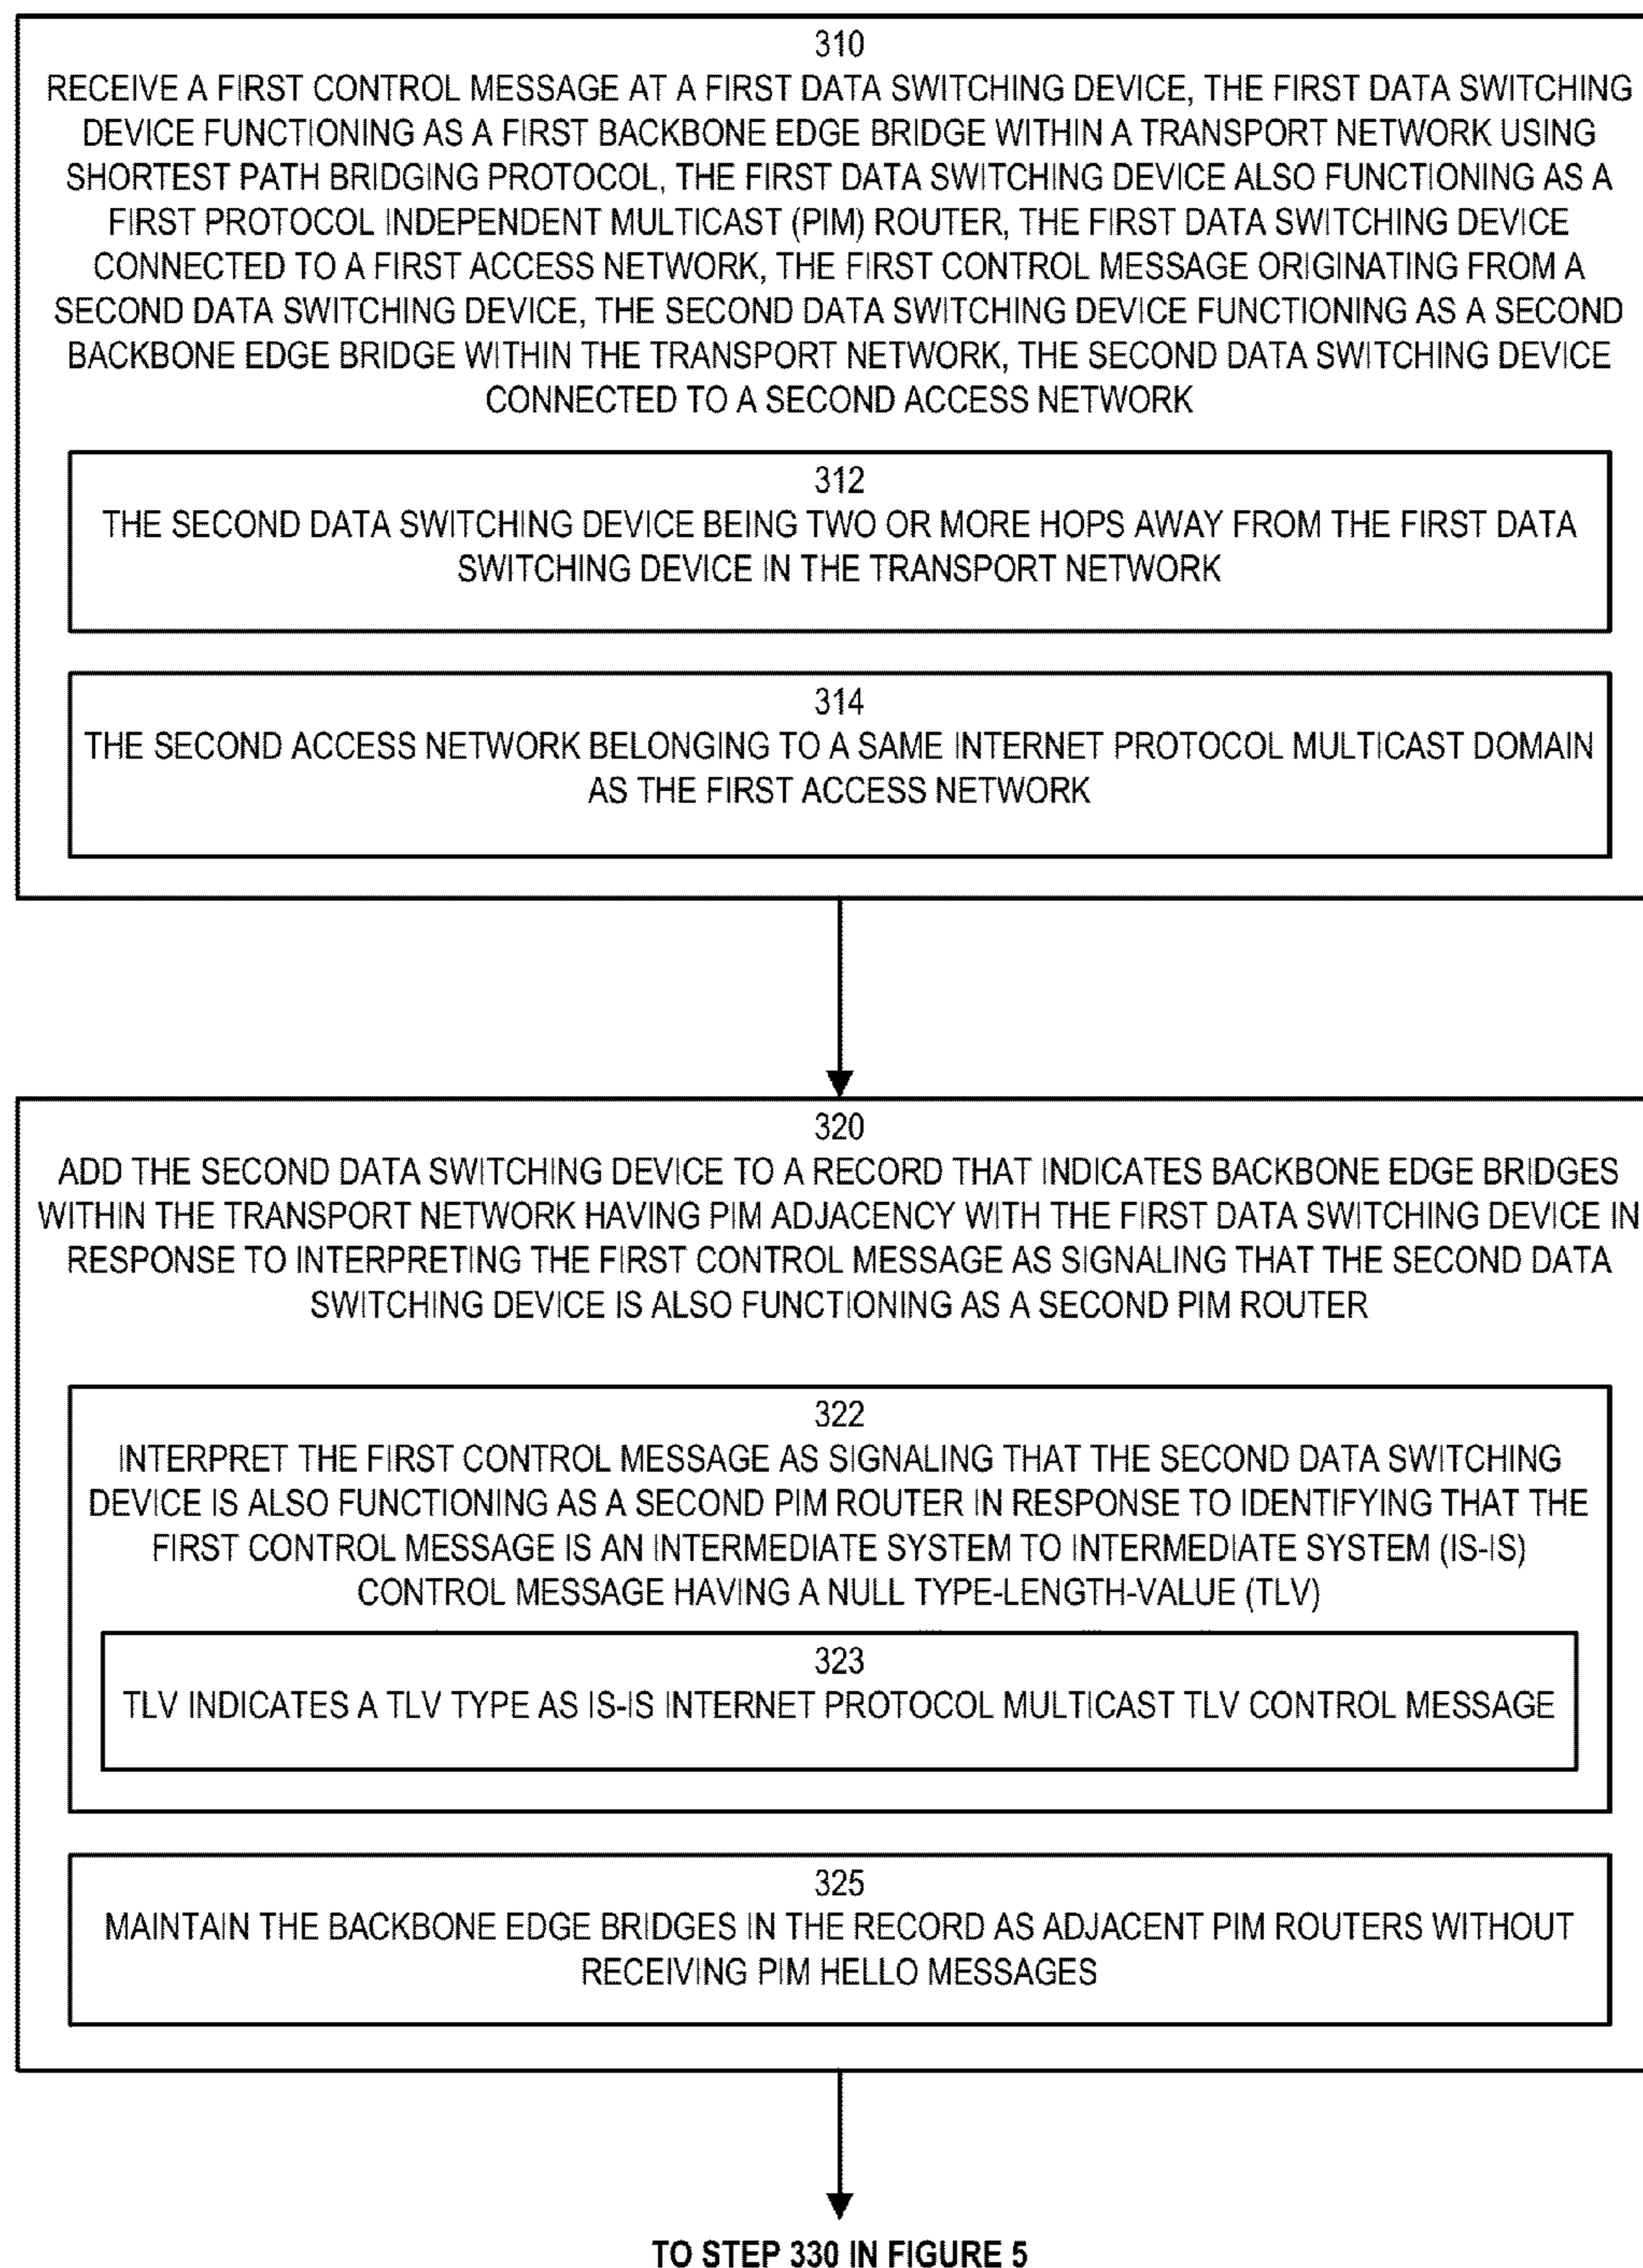 310
RECEIVE A FIRST CONTROL MESSAGE AT A FIRST DATA SWITCHING DEVICE, THE FIRST DATA SWITCHING
DEVICE FUNCTIONING AS A FIRST BACKBONE EDGE BRIDGE WITHIN A TRANSPORT NETWORK USING
SHORTEST PATH BRIDGING PROTOCOL, THE FIRST DATA SWITCHING DEVICE ALSO FUNCTIONING AS A
FIRST PROTOCOL INDEPENDENT MULTICAST (PIM) ROUTER, THE FIRST DATA SWITCHING DEVICE
CONNECTED TO A FIRST ACCESS NETWORK, THE FIRST CONTROL MESSAGE ORIGINATING FROM A
SECOND DATA SWITCHING DEVICE, THE SECOND DATA SWITCHING DEVICE FUNCTIONING AS A SECOND
BACKBONE EDGE BRIDGE WITHIN THE TRANSPORT NETWORK, THE SECOND DATA SWITCHING DEVICE
CONNECTED TO A SECOND ACCESS NETWORK
312
THE SECOND DATA SWITCHING DEVICE BEING TWO OR MORE HOPS AWAY FROM THE FIRST DATA
SWITCHING DEVICE IN THE TRANSPORT NETWORK
314
THE SECOND ACCESS NETWORK BELONGING TO A SAME INTERNET PROTOCOL MULTICAST DOMAIN
AS THE FIRST ACCESS NETWORK
320
ADD THE SECOND DATA SWITCHING DEVICE TO A RECORD THAT INDICATES BACKBONE EDGE BRIDGES
WITHIN THE TRANSPORT NETWORK HAVING PIM ADJACENCY WITH THE FIRST DATA SWITCHING DEVICE IN
RESPONSE TO INTERPRETING THE FIRST CONTROL MESSAGE AS SIGNALING THAT THE SECOND DATA
SWITCHING DEVICE IS ALSO FUNCTIONING AS A SECOND PIM ROUTER
322
INTERPRET THE FIRST CONTROL MESSAGE AS SIGNALING THAT THE SECOND DATA SWITCHING
DEVICE IS ALSO FUNCTIONING AS A SECOND PIM ROUTER IN RESPONSE TO IDENTIFYING THAT THE
FIRST CONTROL MESSAGE IS AN INTERMEDIATE SYSTEM TO INTERMEDIATE SYSTEM (IS-IS)
CONTROL MESSAGE HAVING A NULL TYPE-LENGTH-VALUE (TLV)
323
TLV INDICATES A TLV TYPE AS IS-IS INTERNET PROTOCOL MULTICAST TLV CONTROL MESSAGE
325
MAINTAIN THE BACKBONE EDGE BRIDGES IN THE RECORD AS ADJACENT PIM ROUTERS WITHOUT
RECEIVING PIM HELLO MESSAGES
TO STEP 330 IN FIGURE 5